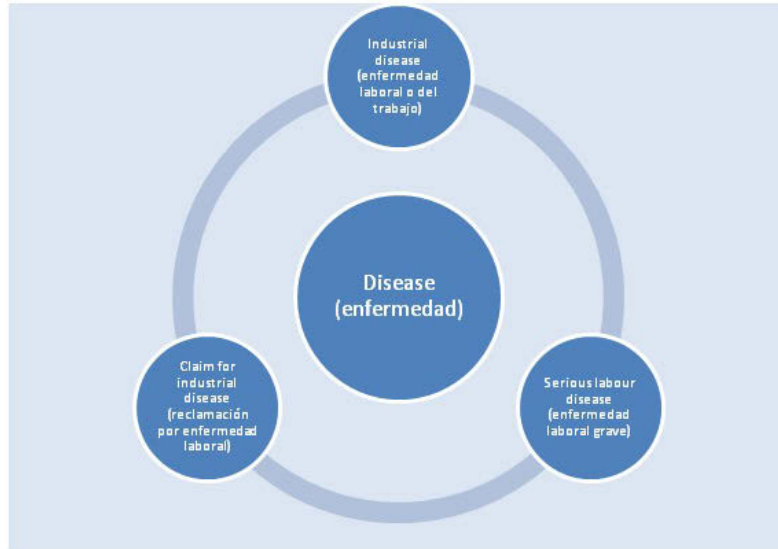 Industrial
disease
(enfermedad
laboral o del
trabajo)
Disease
(enfermedad)
Claim for
industrial
disease
(reclamación
por enfermedad
laboral)
Serious labour
disease
(enfermedad
laboral grave)